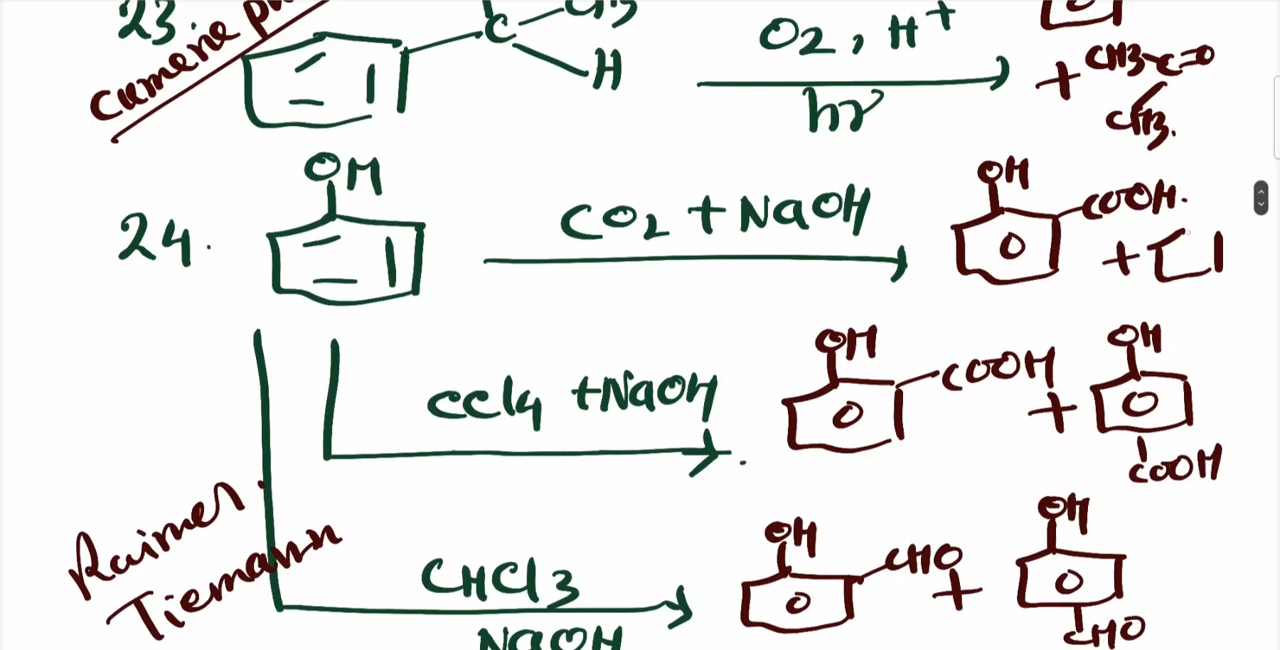 23.
Cumene
C
H
O2, H+
hν
+ CH3-C=O
CH3.
24.
OH
CO2 + NaOH
OH
COOH.
+
CCl4 + NaOH
OH
COOH
+
OH
COOH
Raimer
Tiemann
CHCl3
NaOH
OH
CHO
+
OH
CHO